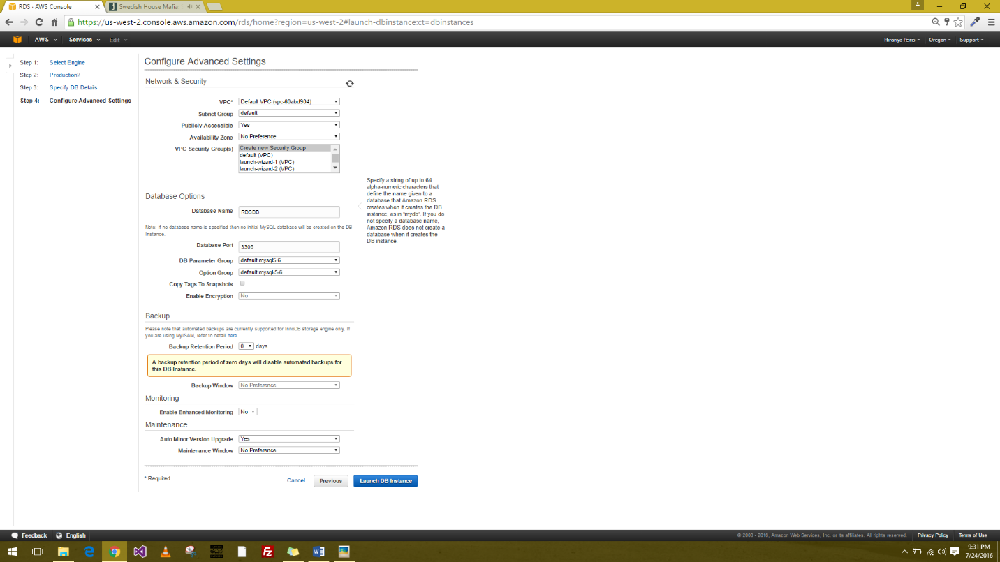 RDS · AWS Console
Swedish House Mafia
https://us-west-2.console.aws.amazon.com/rds/home?region=us-west-2#launch-dbinstance:ct=dbinstances
AWS Services Edit Hiranya Peiris Oregon Support
Step 1: Select Engine
Step 2: Production?
Step 3: Specify DB Details
Step 4: Configure Advanced Settings
Configure Advanced Settings
Network & Security
VPC* Default VPC (vpc-60abd904)
Subnet Group default
Publicly Accessible Yes
Availability Zone No Preference
VPC Security Group(s) Create new Security Group
default (VPC)
launch-wizard-1 (VPC)
launch-wizard-2 (VPC)
Specify a string of up to 64
alpha-numeric characters that
define the name given to a
database that Amazon RDS
creates when it creates the DB
instance, as in "mydb". If you do
not specify a database name,
Amazon RDS does not create a
database when it creates the
DB instance.
Database Options
Database Name RDSDB
Note: if no database name is specified then no initial MySQL database will be created on the DB
Instance.
Database Port 3306
DB Parameter Group default.mysql5.6
Option Group default:mysql-5-6
Copy Tags To Snapshots
Enable Encryption No
Backup
Please note that automated backups are currently supported for InnoDB storage engine only. If
you are using MyISAM, refer to detail here.
Backup Retention Period 0 days
A backup retention period of zero days will disable automated backups for
this DB Instance.
Backup Window No Preference
Monitoring
Enable Enhanced Monitoring No
Maintenance
Auto Minor Version Upgrade Yes
Maintenance Window No Preference
* Required
Cancel Previous Launch DB Instance
Feedback English © 2008 - 2016, Amazon Web Services, Inc. or its affiliates. All rights reserved. Privacy Policy Terms of Use
9:31 PM
7/24/2016